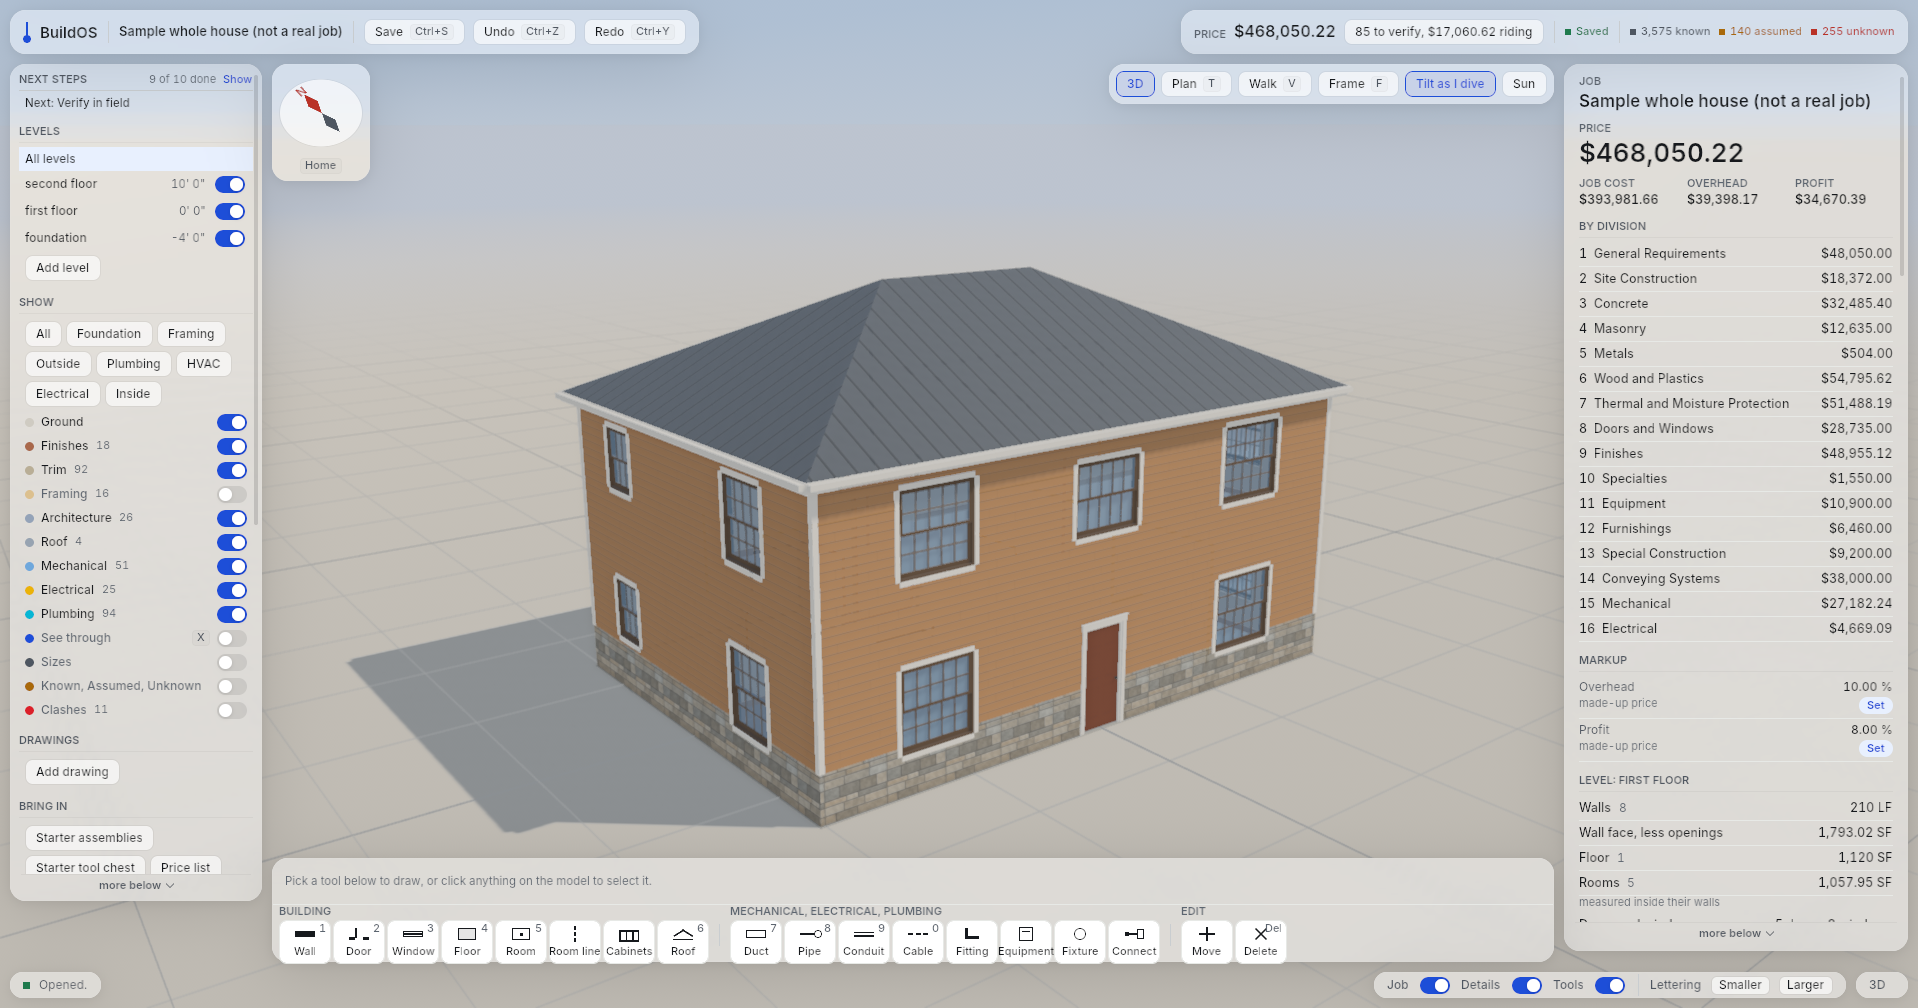 BuildOS
Sample whole house (not a real job)
Save Ctrl+S
Undo Ctrl+Z
Redo Ctrl+Y
PRICE $468,050.22
85 to verify, $17,060.62 riding
Saved
3,575 known
140 assumed
255 unknown
NEXT STEPS 9 of 10 done Show
Next: Verify in field
LEVELS
All levels
second floor 10' 0"
first floor 0' 0"
foundation -4' 0"
Add level
SHOW
All Foundation Framing
Outside Plumbing HVAC
Electrical Inside
Ground
Finishes 18
Trim 92
Framing 16
Architecture 26
Roof 4
Mechanical 51
Electrical 25
Plumbing 94
See through X
Sizes
Known, Assumed, Unknown
Clashes 11
DRAWINGS
Add drawing
BRING IN
Starter assemblies
Starter tool chest Price list
more below
N
Home
3D
Plan T
Walk V
Frame F
Tilt as I dive
Sun
JOB
Sample whole house (not a real job)
PRICE
$468,050.22
JOB COST OVERHEAD PROFIT
$393,981.66 $39,398.17 $34,670.39
BY DIVISION
1 General Requirements $48,050.00
2 Site Construction $18,372.00
3 Concrete $32,485.40
4 Masonry $12,635.00
5 Metals $504.00
6 Wood and Plastics $54,795.62
7 Thermal and Moisture Protection $51,488.19
8 Doors and Windows $28,735.00
9 Finishes $48,955.12
10 Specialties $1,550.00
11 Equipment $10,900.00
12 Furnishings $6,460.00
13 Special Construction $9,200.00
14 Conveying Systems $38,000.00
15 Mechanical $27,182.24
16 Electrical $4,669.09
MARKUP
Overhead 10.00 %
made-up price Set
Profit 8.00 %
made-up price Set
LEVEL: FIRST FLOOR
Walls 8 210 LF
Wall face, less openings 1,793.02 SF
Floor 1 1,120 SF
Rooms 5 1,057.95 SF
measured inside their walls
more below
Pick a tool below to draw, or click anything on the model to select it.
BUILDING
Wall 1
Door 2
Window 3
Floor 4
Room 5
Room line
Cabinets
Roof 6
MECHANICAL, ELECTRICAL, PLUMBING
Duct 7
Pipe 8
Conduit 9
Cable 0
Fitting
Equipment
Fixture
Connect
EDIT
Move
Delete Del
Opened.
Job Details Tools Lettering Smaller Larger
3D